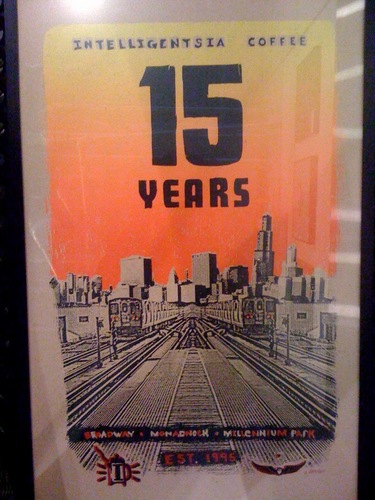 INTELLIGENTSIA COFFEE
15
YEARS
BROADWAY • MONADNOCK • MILLENNIUM PARK
EST. 1995